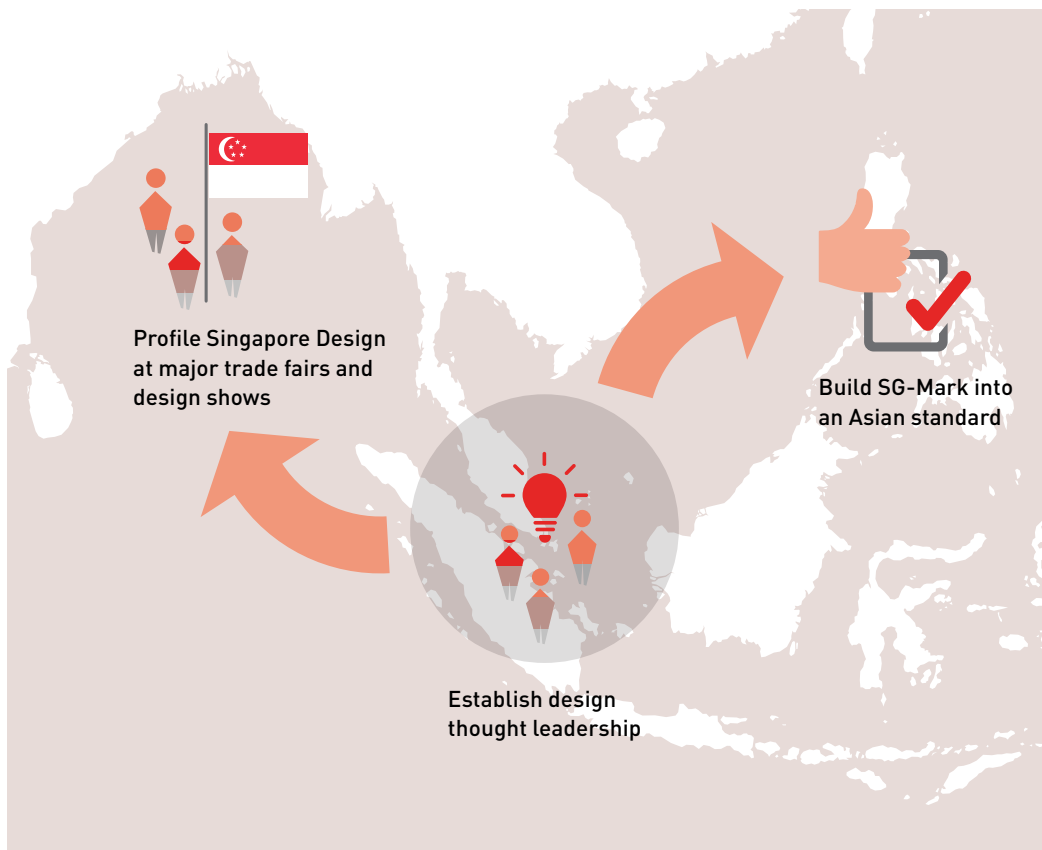 Profile Singapore Design
at major trade fairs and
design shows
Build SG-Mark into
an Asian standard
Establish design
thought leadership